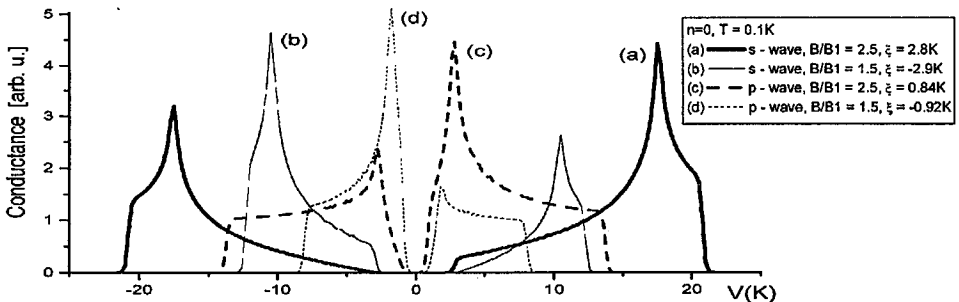 5
4
3
2
1
0
Conductance [arb. u.]
(b)
(d)
(c)
(a)
n=0, T = 0.1K
(a) s - wave, B/B1 = 2.5, ξ = 2.8K
(b) s - wave, B/B1 = 1.5, ξ = -2.9K
(c) p - wave, B/B1 = 2.5, ξ = 0.84K
(d) p - wave, B/B1 = 1.5, ξ = -0.92K
-20 -10 0 10 20 V(K)